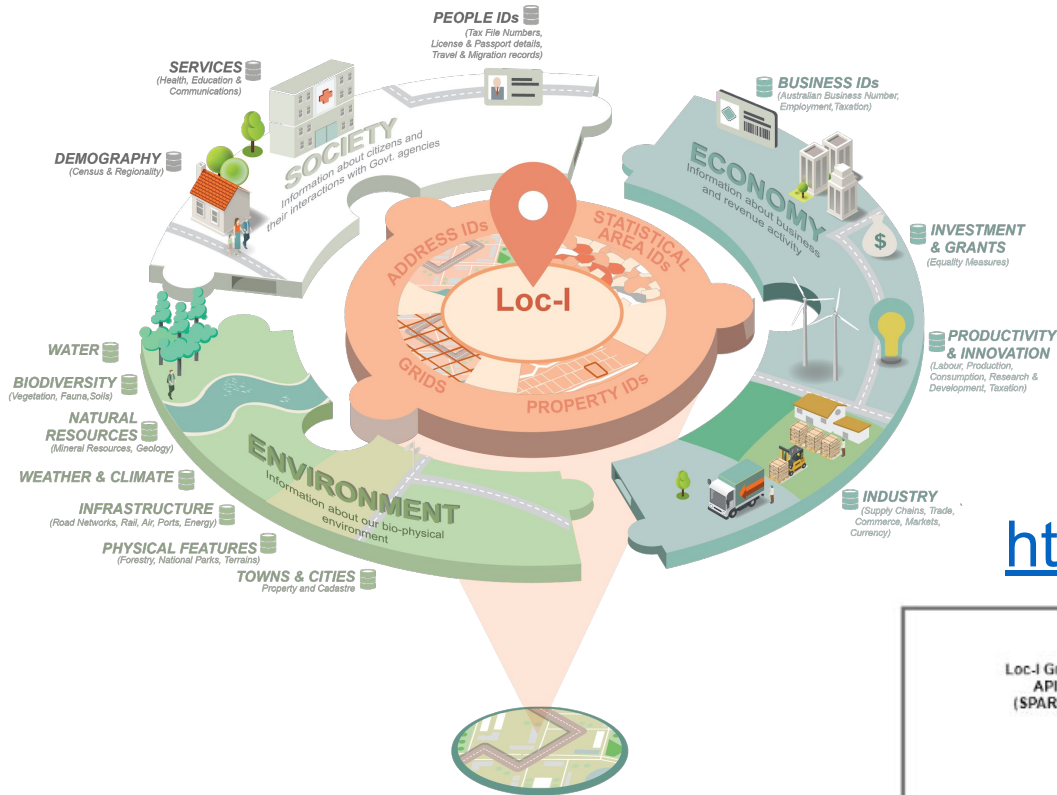 PEOPLE IDs
(Tax File Numbers,
License & Passport details,
Travel & Migration records)
SERVICES
(Health, Education &
Communications)
DEMOGRAPHY
(Census & Regionality)
SOCIETY
Information about citizens and
their interactions with Govt. agencies
BUSINESS IDs
(Australian Business Number,
Employment,Taxation)
ECONOMY
Information about business
and revenue activity
$
INVESTMENT
& GRANTS
(Equality Measures)
PRODUCTIVITY
& INNOVATION
(Labour, Production,
Consumption, Research &
Development, Taxation)
INDUSTRY
(Supply Chains, Trade,
Commerce, Markets,
Currency)
ADDRESS IDs
STATISTICAL
AREA IDs
Loc-I
GRIDS
PROPERTY IDs
WATER
BIODIVERSITY
(Vegetation, Fauna,Soils)
NATURAL
RESOURCES
(Mineral Resources, Geology)
WEATHER & CLIMATE
INFRASTRUCTURE
(Road Networks, Rail, Air, Ports, Energy)
PHYSICAL FEATURES
(Forestry, National Parks, Terrains)
TOWNS & CITIES
Property and Cadastre
ENVIRONMENT
Information about our bio-physical
environment
ht
Loc-I G
API
(SPAR